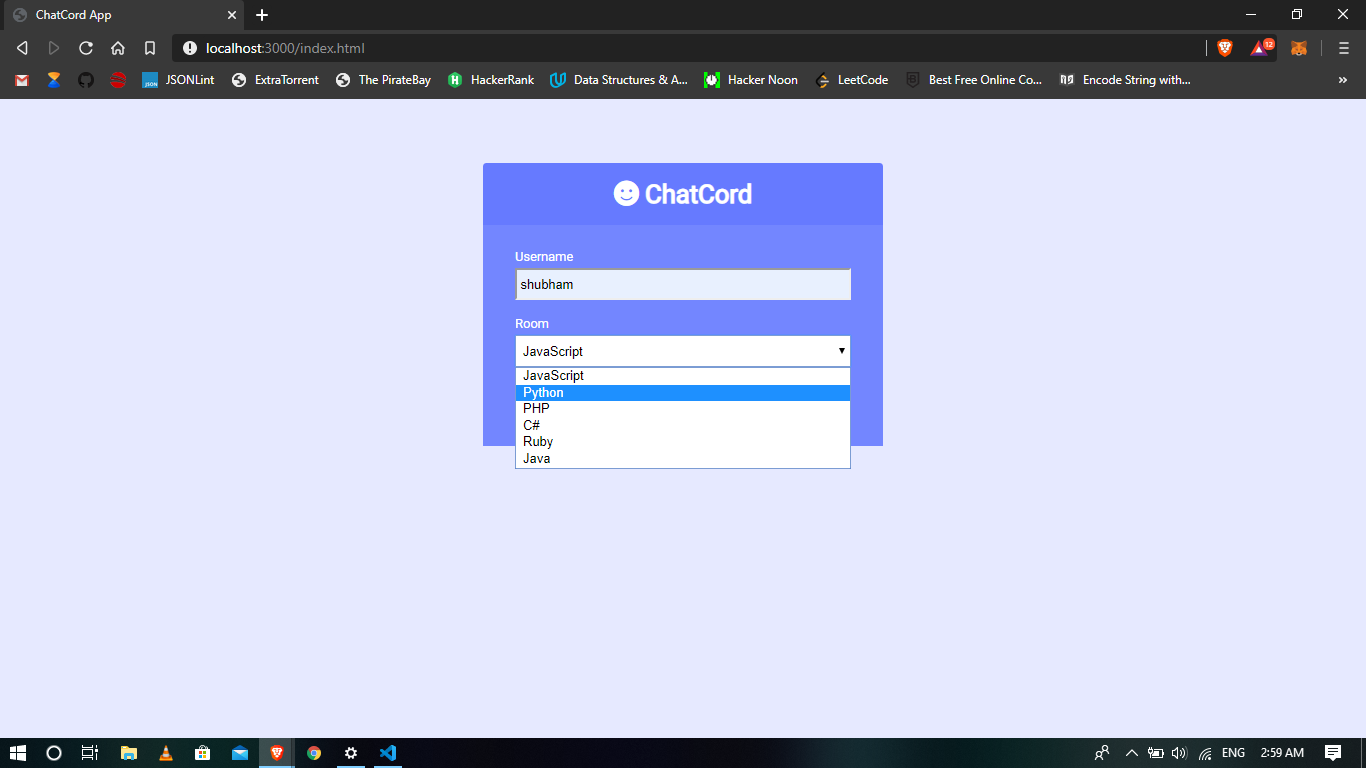 ChatCord App
localhost:3000/index.html
12
JSONLint
ExtraTorrent
The PirateBay
HackerRank
Data Structures & A...
Hacker Noon
LeetCode
Best Free Online Co...
Encode String with...
ChatCord
Username
shubham
Room
JavaScript
JavaScript
Python
PHP
C#
Ruby
Java
ENG
2:59 AM